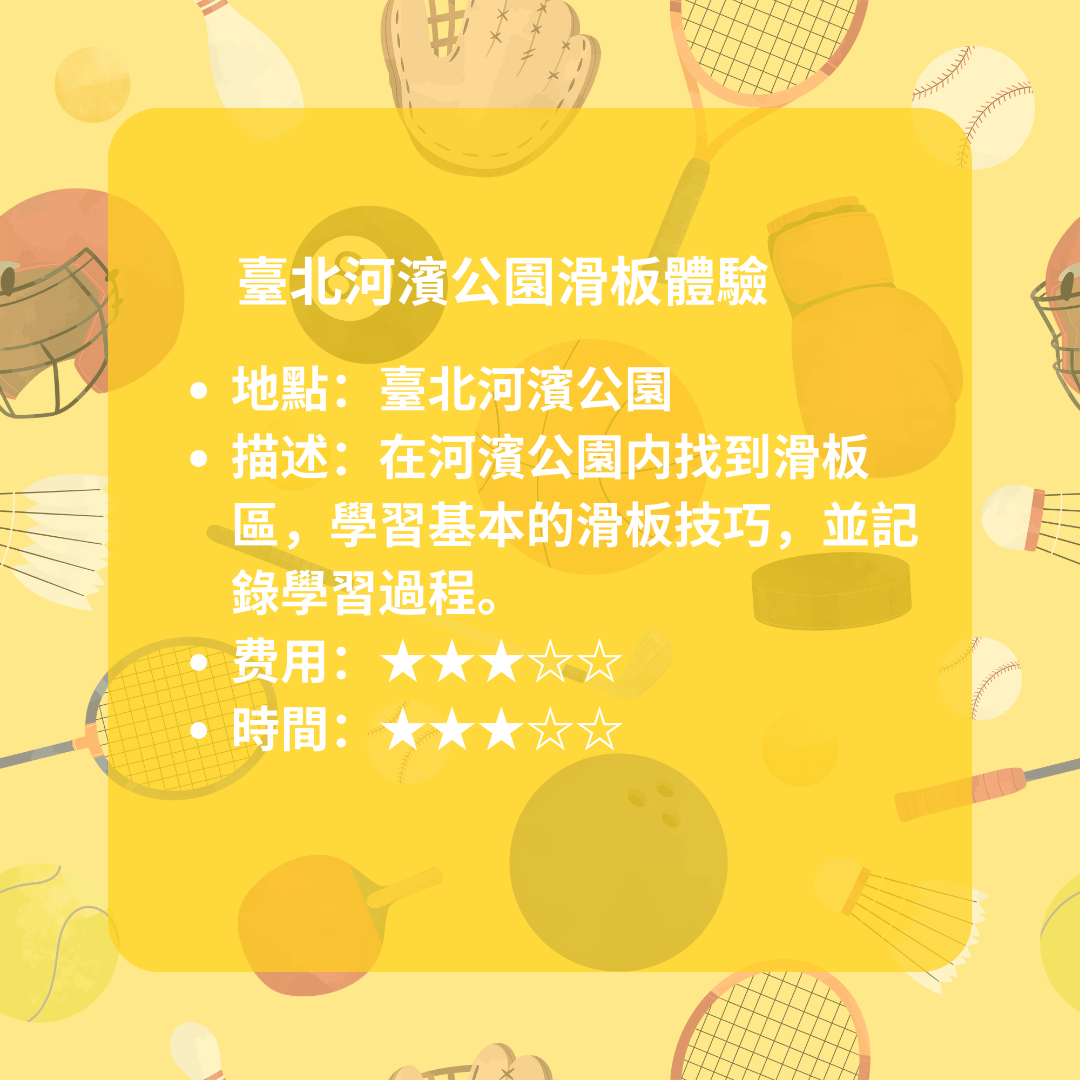 臺北河濱公園滑板體驗
• 地點：臺北河濱公園
• 描述：在河濱公園内找到滑板
區，學習基本的滑板技巧，並記
錄學習過程。
• 费用：★★★☆☆
• 時間：★★★☆☆